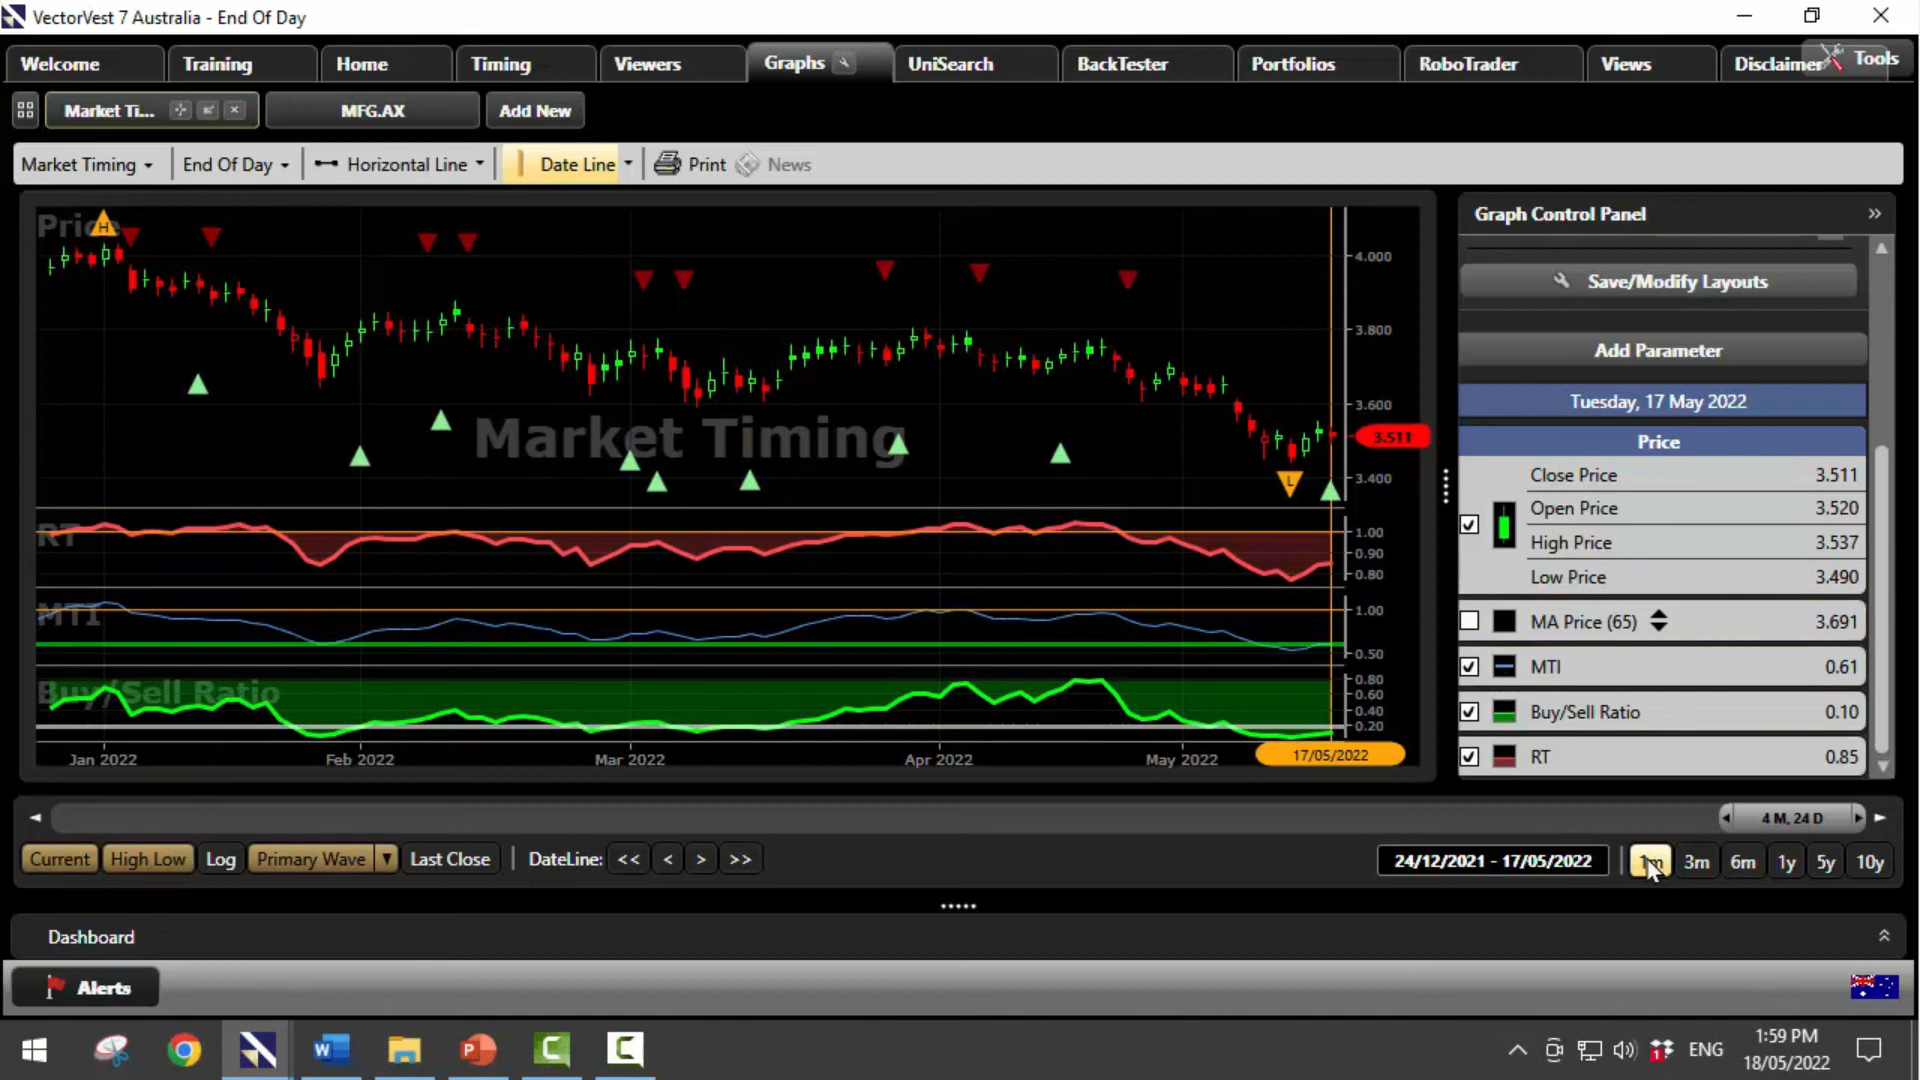 VectorVest 7 Australia - End Of Day
Welcome Training Home Timing Viewers Graphs UniSearch BackTester Portfolios RoboTrader Views Disclaimer Tools
Market Ti... MFG.AX Add New
Market Timing End Of Day Horizontal Line Date Line Print News
Price
H
4.000
3.800
3.600
3.511
3.400
Market Timing
L
RT
1.00
0.90
0.80
MTI
1.00
0.50
Buy/Sell Ratio
0.80
0.60
0.40
0.20
Jan 2022 Feb 2022 Mar 2022 Apr 2022 May 2022 17/05/2022
Graph Control Panel
Save/Modify Layouts
Add Parameter
Tuesday, 17 May 2022
Price
Close Price 3.511
Open Price 3.520
High Price 3.537
Low Price 3.490
MA Price (65) 3.691
MTI 0.61
Buy/Sell Ratio 0.10
RT 0.85
4 M, 24 D
Current High Low Log Primary Wave Last Close DateLine: << < > >> 24/12/2021 - 17/05/2022 1m 3m 6m 1y 5y 10y
Dashboard
Alerts
ENG
1:59 PM
18/05/2022